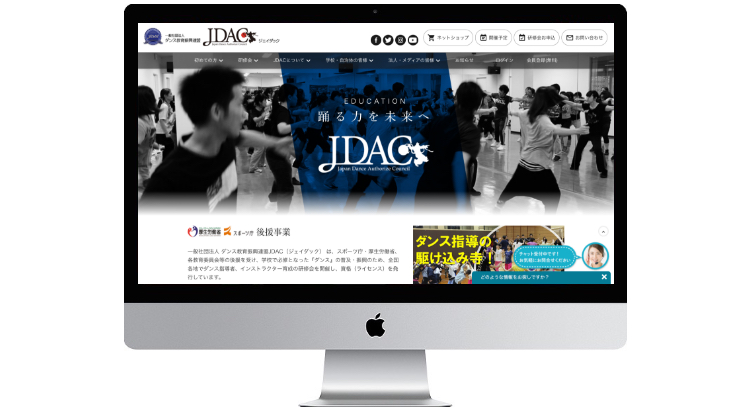 一般社団法人
ダンス教育振興連盟
JDAC
ジェイダック
Japan Dance Authority Council
ネットショップ
開催予定
研修会お申込
お問い合わせ
初めての方
研修会
JDACについて
学校・自治体の皆様
法人・メディアの皆様
お知らせ
ログイン
会員登録(無料)
EDUCATION
踊る力を未来へ
JDAC
Japan Dance Authority Council
厚生労働省
スポーツ庁
後援事業
一般社団法人 ダンス教育振興連盟JDAC（ジェイダック）は、スポーツ庁・厚生労働省、
各教育委員会等の後援を受け、学校で必須となった「ダンス」の普及・振興のため、全国
各地でダンス指導者、インストラクター育成の研修会を開催し、資格（ライセンス）を発
行しています。
ダンス指導の
駆け込み寺！
チャット受付中です！
お気軽にお問合せください
どのような情報をお探しですか？